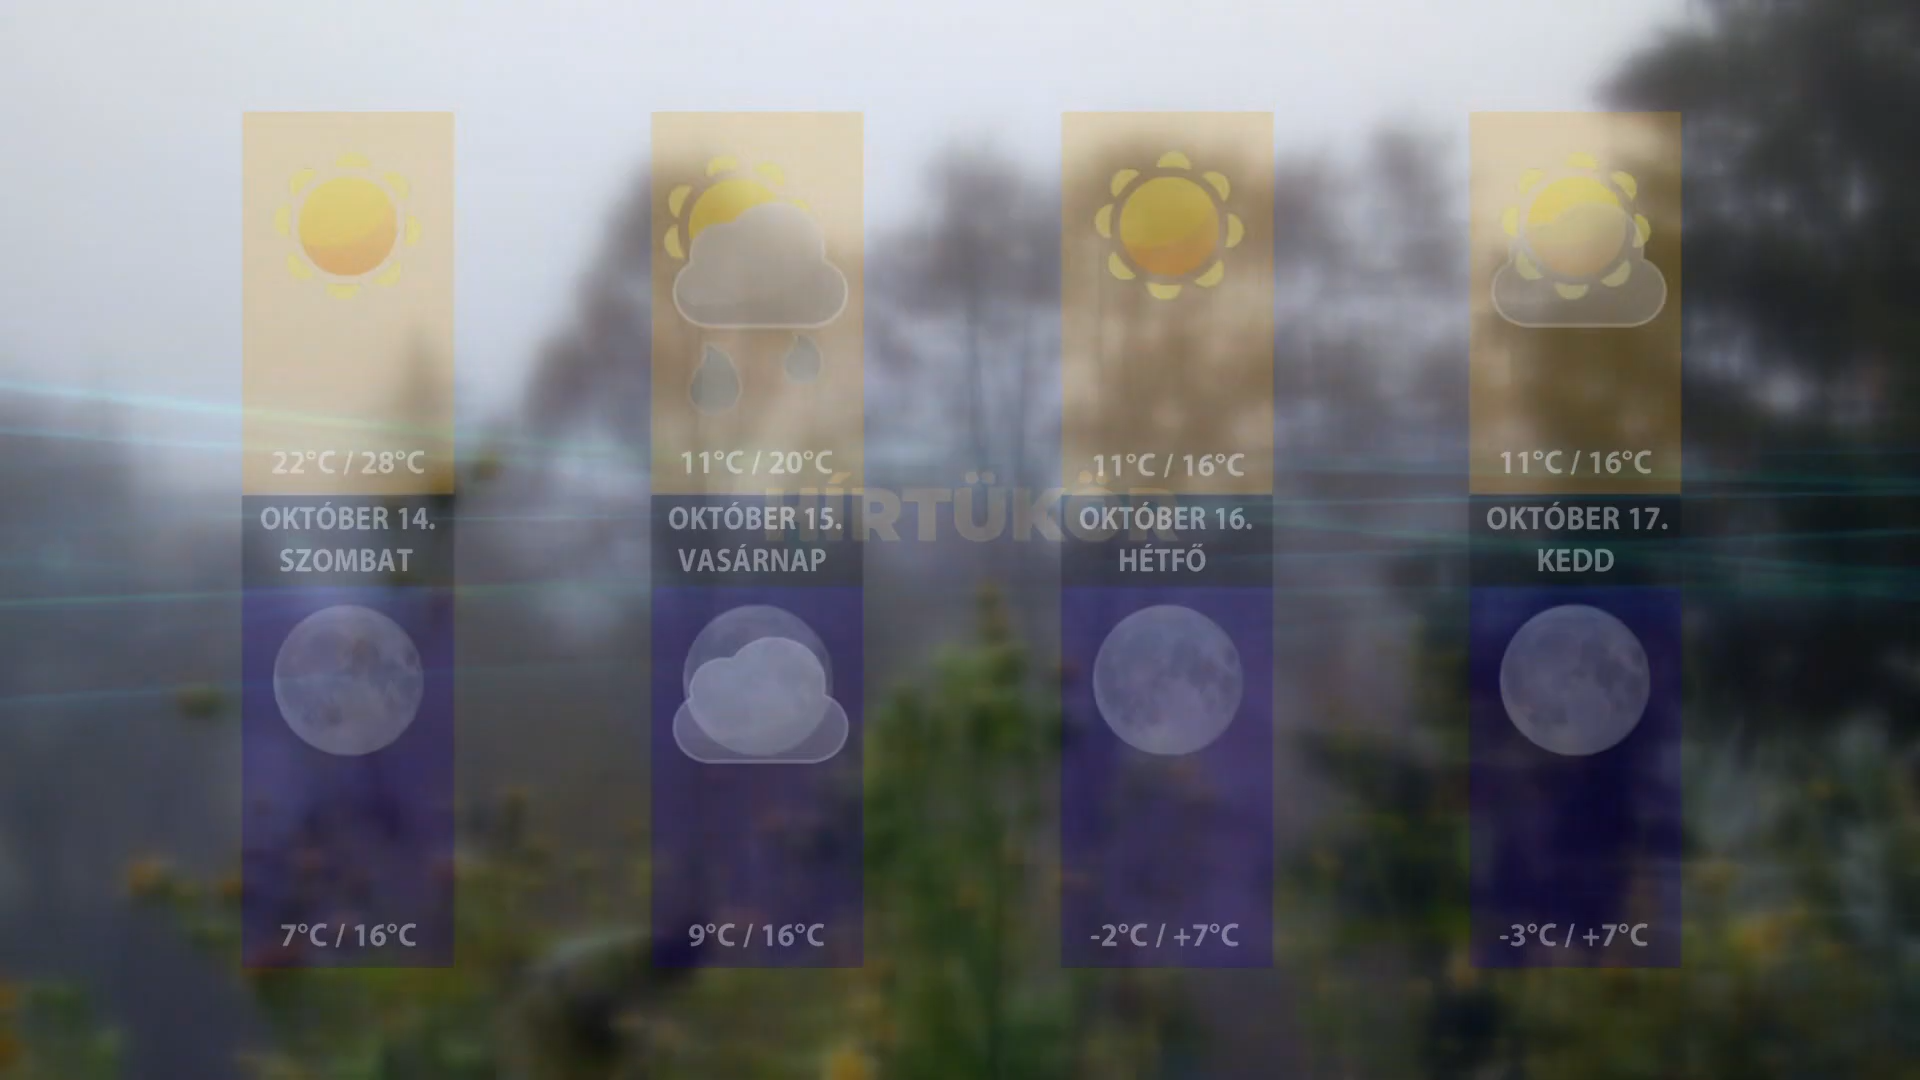 22°C / 28°C
OKTÓBER 14.
SZOMBAT
7°C / 16°C
11°C / 20°C
OKTÓBER 15.
VASÁRNAP
9°C / 16°C
11°C / 16°C
OKTÓBER 16.
HÉTFŐ
-2°C / +7°C
11°C / 16°C
OKTÓBER 17.
KEDD
-3°C / +7°C
HÍRTÜKÖR